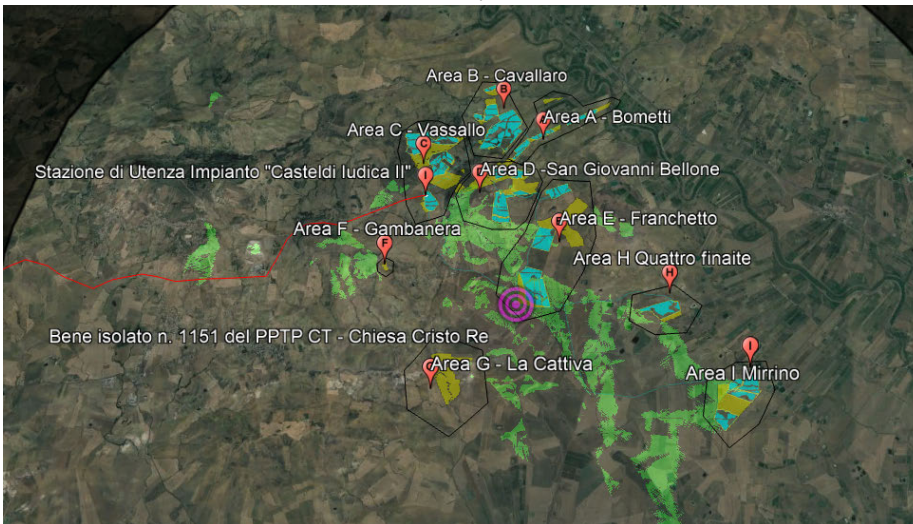 Area B - Cavallaro
B
Area A - Bometti
Area C - Vassallo
C
Stazione di Utenza Impianto "Casteldi Iudica II"
I
Area D -San Giovanni Bellone
Area E - Franchetto
Area F - Gambanera
F
Area H Quattro finaite
H
Bene isolato n. 1151 del PPTP CT - Chiesa Cristo Re
Area G - La Cattiva
I
Area I Mirrino